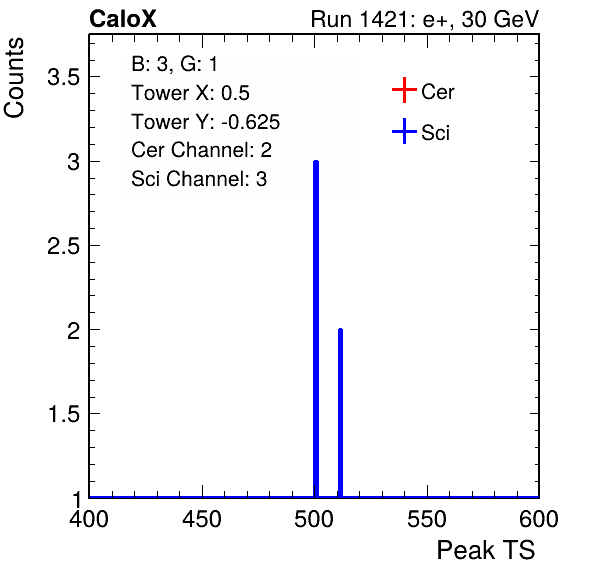 CaloX Run 1421: e+, 30 GeV
Counts
B: 3, G: 1
Tower X: 0.5
Tower Y: -0.625
Cer Channel: 2
Sci Channel: 3
Cer
Sci
3.5
3
2.5
2
1.5
1
400 450 500 550 600
Peak TS